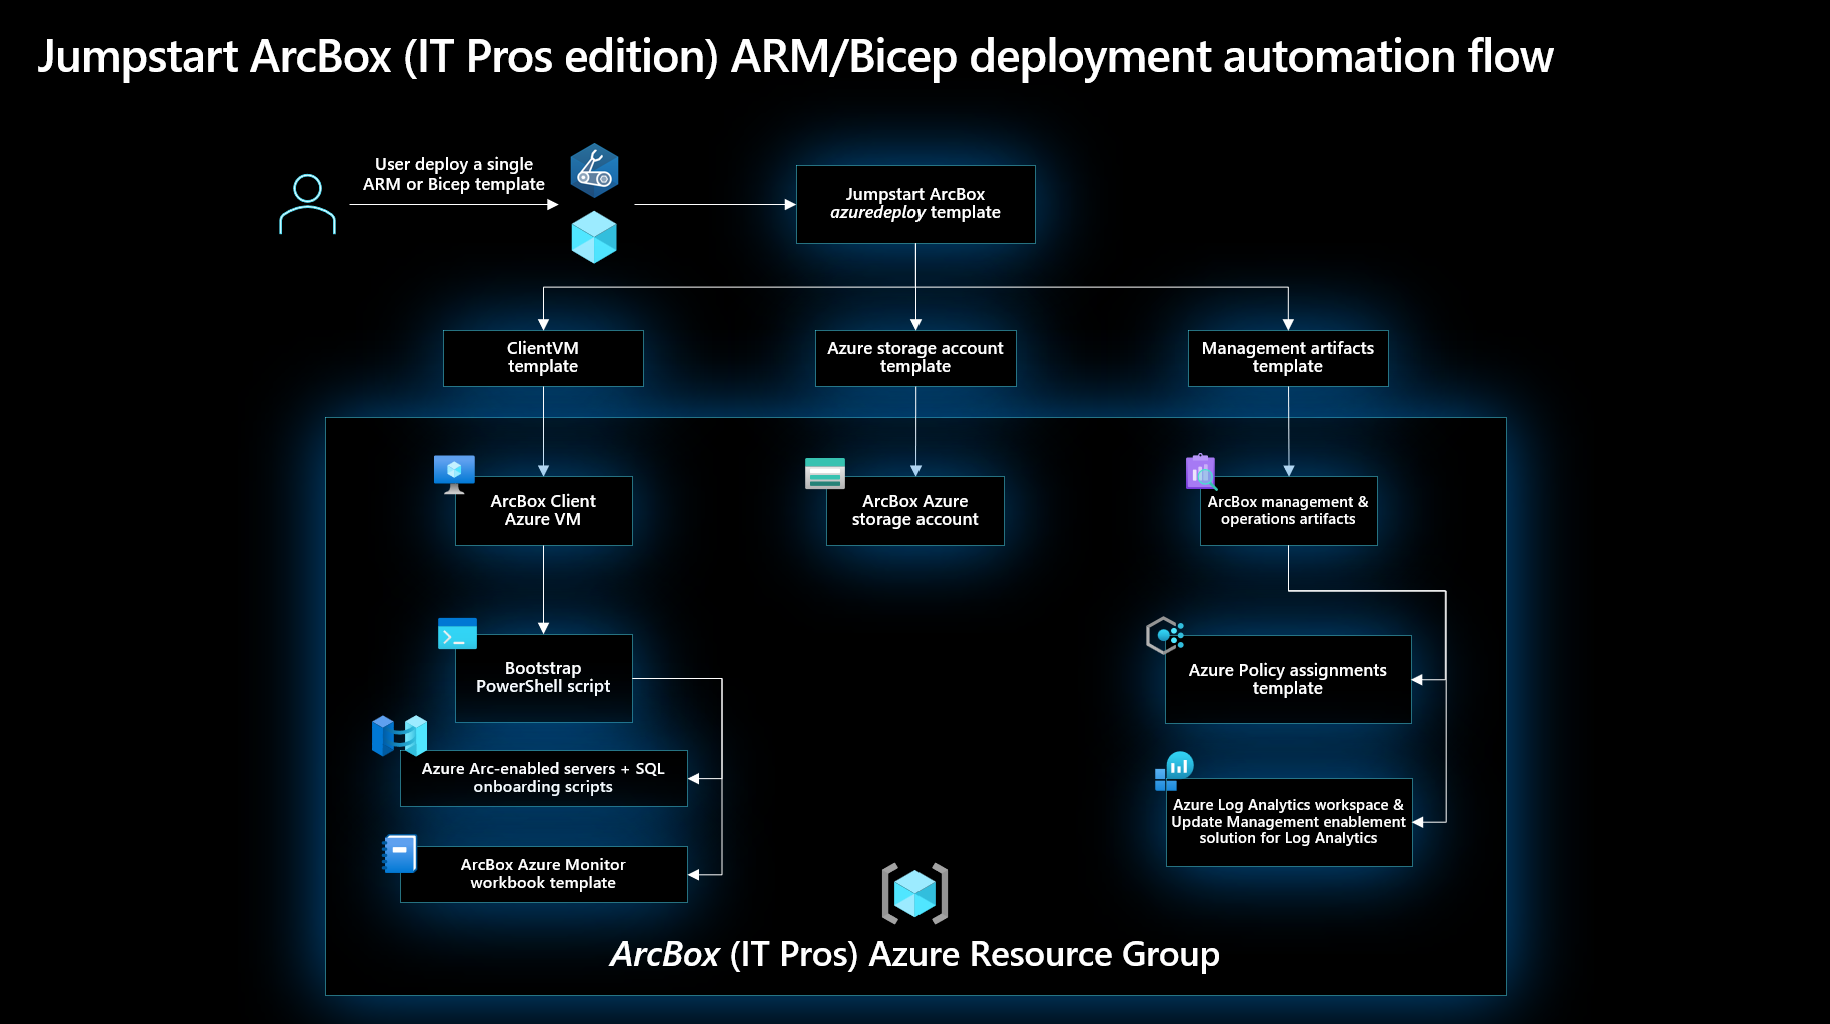 Jumpstart ArcBox (IT Pros edition) ARM/Bicep deployment automation flow
User deploy a single
ARM or Bicep template
Jumpstart ArcBox
azuredeploy template
ClientVM
template
Azure storage account
template
Management artifacts
template
ArcBox Client
Azure VM
ArcBox Azure
storage account
ArcBox management &
operations artifacts
Bootstrap
PowerShell script
Azure Policy assignments
template
Azure Arc-enabled servers + SQL
onboarding scripts
Azure Log Analytics workspace &
Update Management enablement
solution for Log Analytics
ArcBox Azure Monitor
workbook template
ArcBox (IT Pros) Azure Resource Group